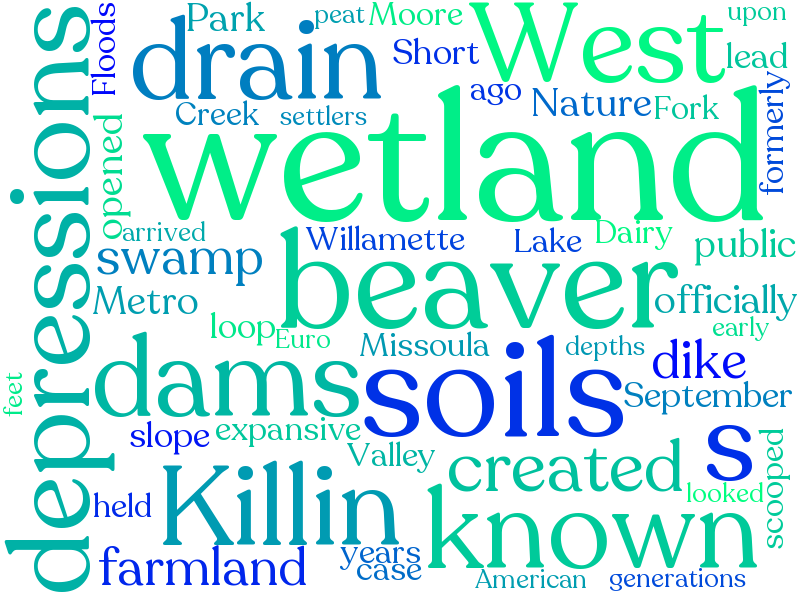 depressions
Floods
Park
peat
Moore
West
upon
drain
Short
lead
ago
Nature
Fork
formerly
Creek
settlers
opened
wetland
arrived
Willamette
Lake
Dairy
public
swamp
beaver
Metro
officially
loop
Euro
Missoula
depths
early
dike
feet
dams
soils
September
slope
expansive
Valley
created
s
scooped
looked
Killin
held
known
farmland
years
case
American
generations